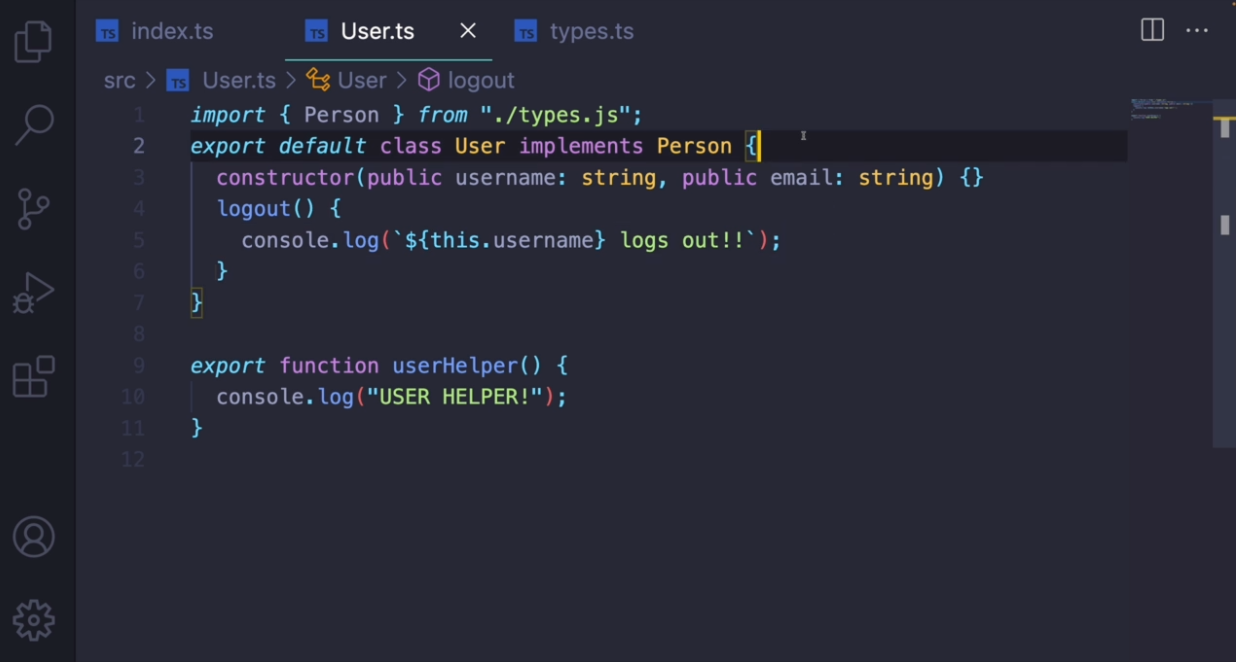 TS index.ts
TS User.ts
TS types.ts
src > TS User.ts > User > logout
1 import { Person } from "./types.js";
2 export default class User implements Person {
3 constructor(public username: string, public email: string) {}
4 logout() {
5 console.log(`${this.username} logs out!!`);
6 }
7 }
8
9 export function userHelper() {
10 console.log("USER HELPER!");
11 }
12